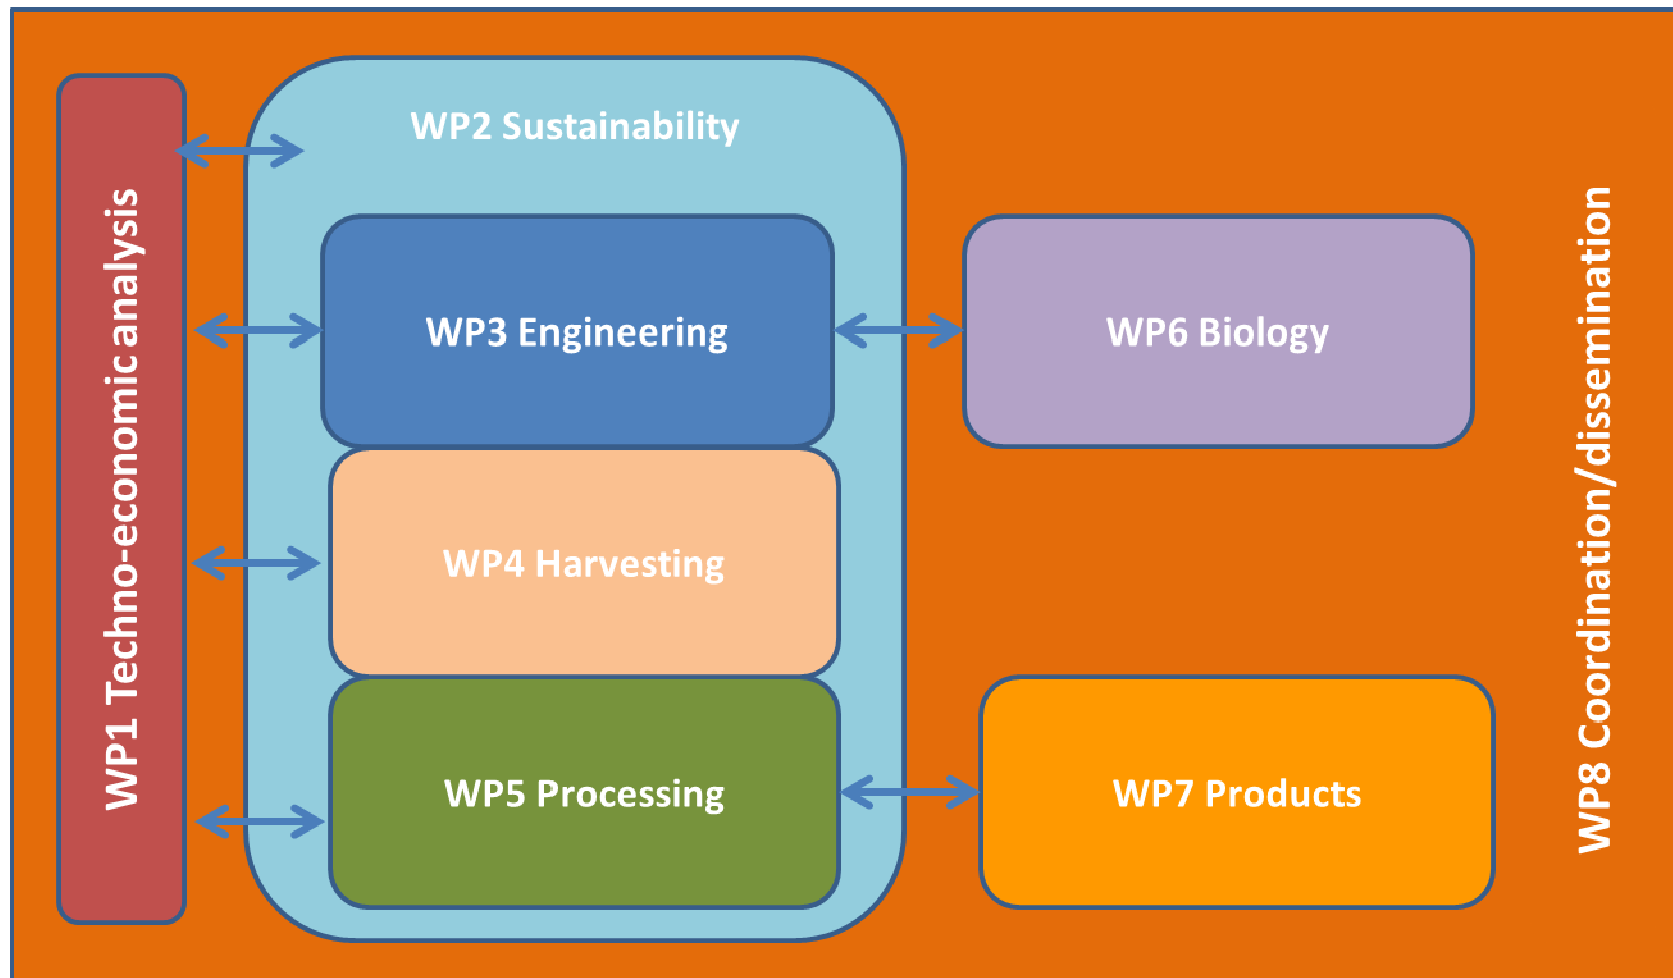 WP1 Techno-economic analysis
WP2 Sustainability
WP3 Engineering
WP6 Biology
WP4 Harvesting
WP5 Processing
WP7 Products
WP8 Coordination/dissemination